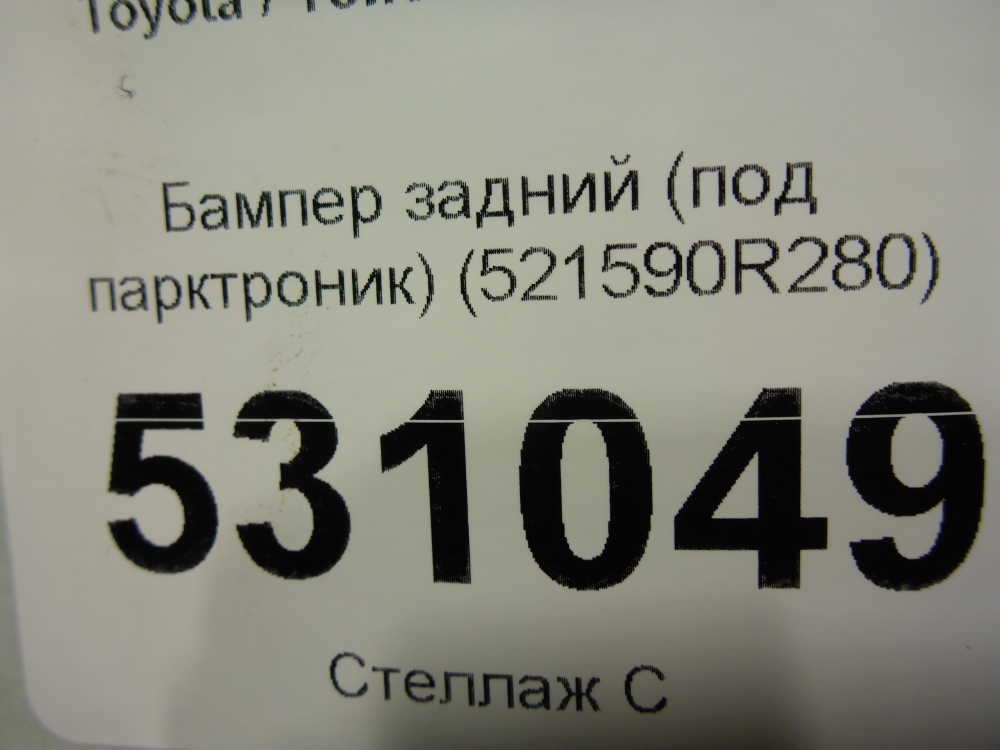 Toyota /
Бампер задний (под
парктроник) (521590R280)
531049
Стеллаж С